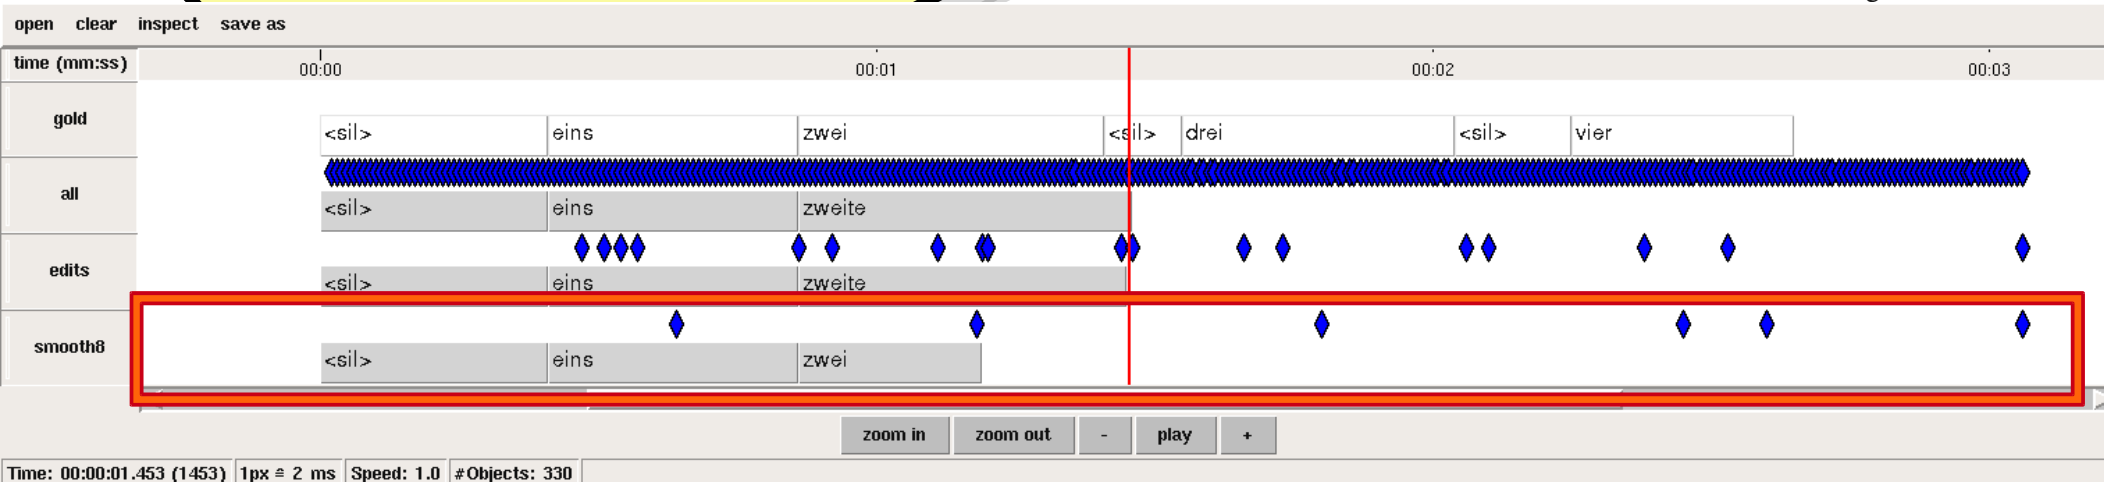 open clear inspect save as
time (mm:ss) 00:00 00:01 00:02 00:03
gold <sil> eins zwei <sil> drei <sil> vier
all <sil> eins zweite
edits <sil> eins zweite
smooth8 <sil> eins zwei
zoom in zoom out - play +
Time: 00:00:01.453 (1453) 1px ≙ 2 ms Speed: 1.0 #Objects: 330